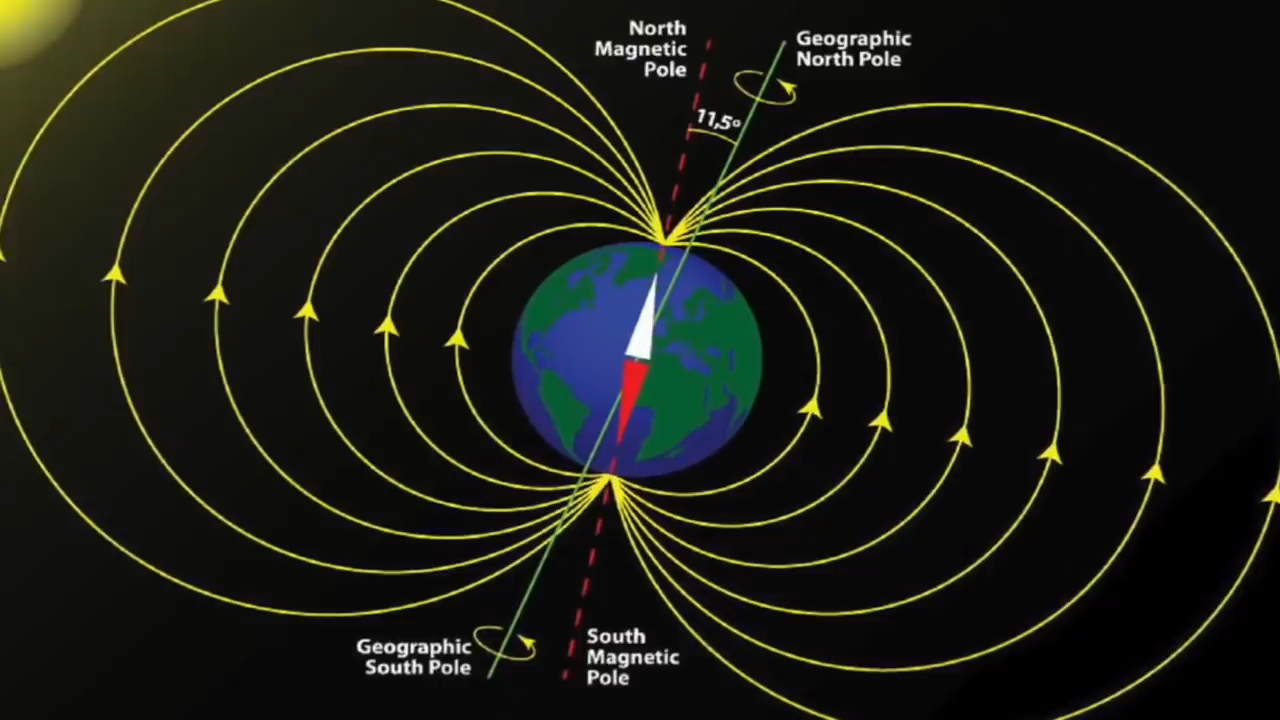 North
Magnetic
Pole
Geographic
North Pole
11,5°
Geographic
South Pole
South
Magnetic
Pole